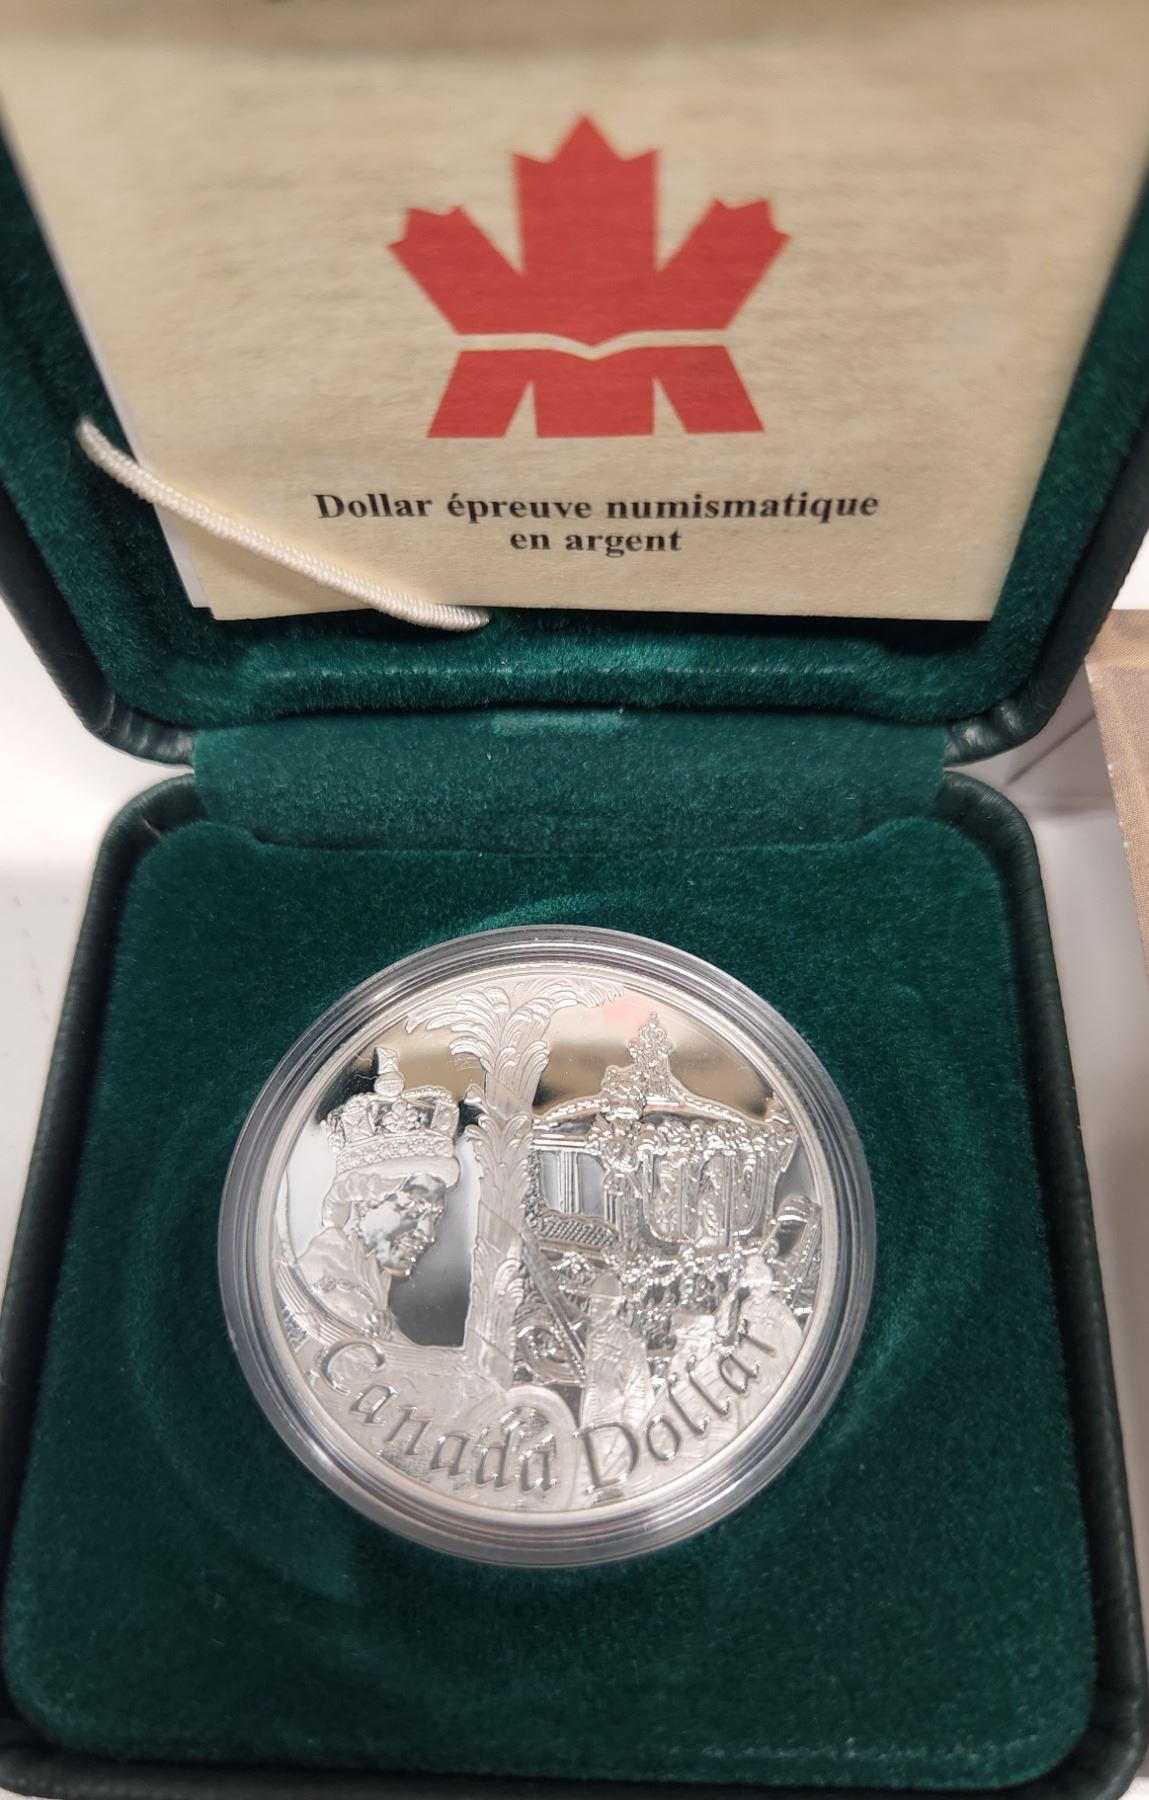 Dollar épreuve numismatique
en argent
Canada Dollar